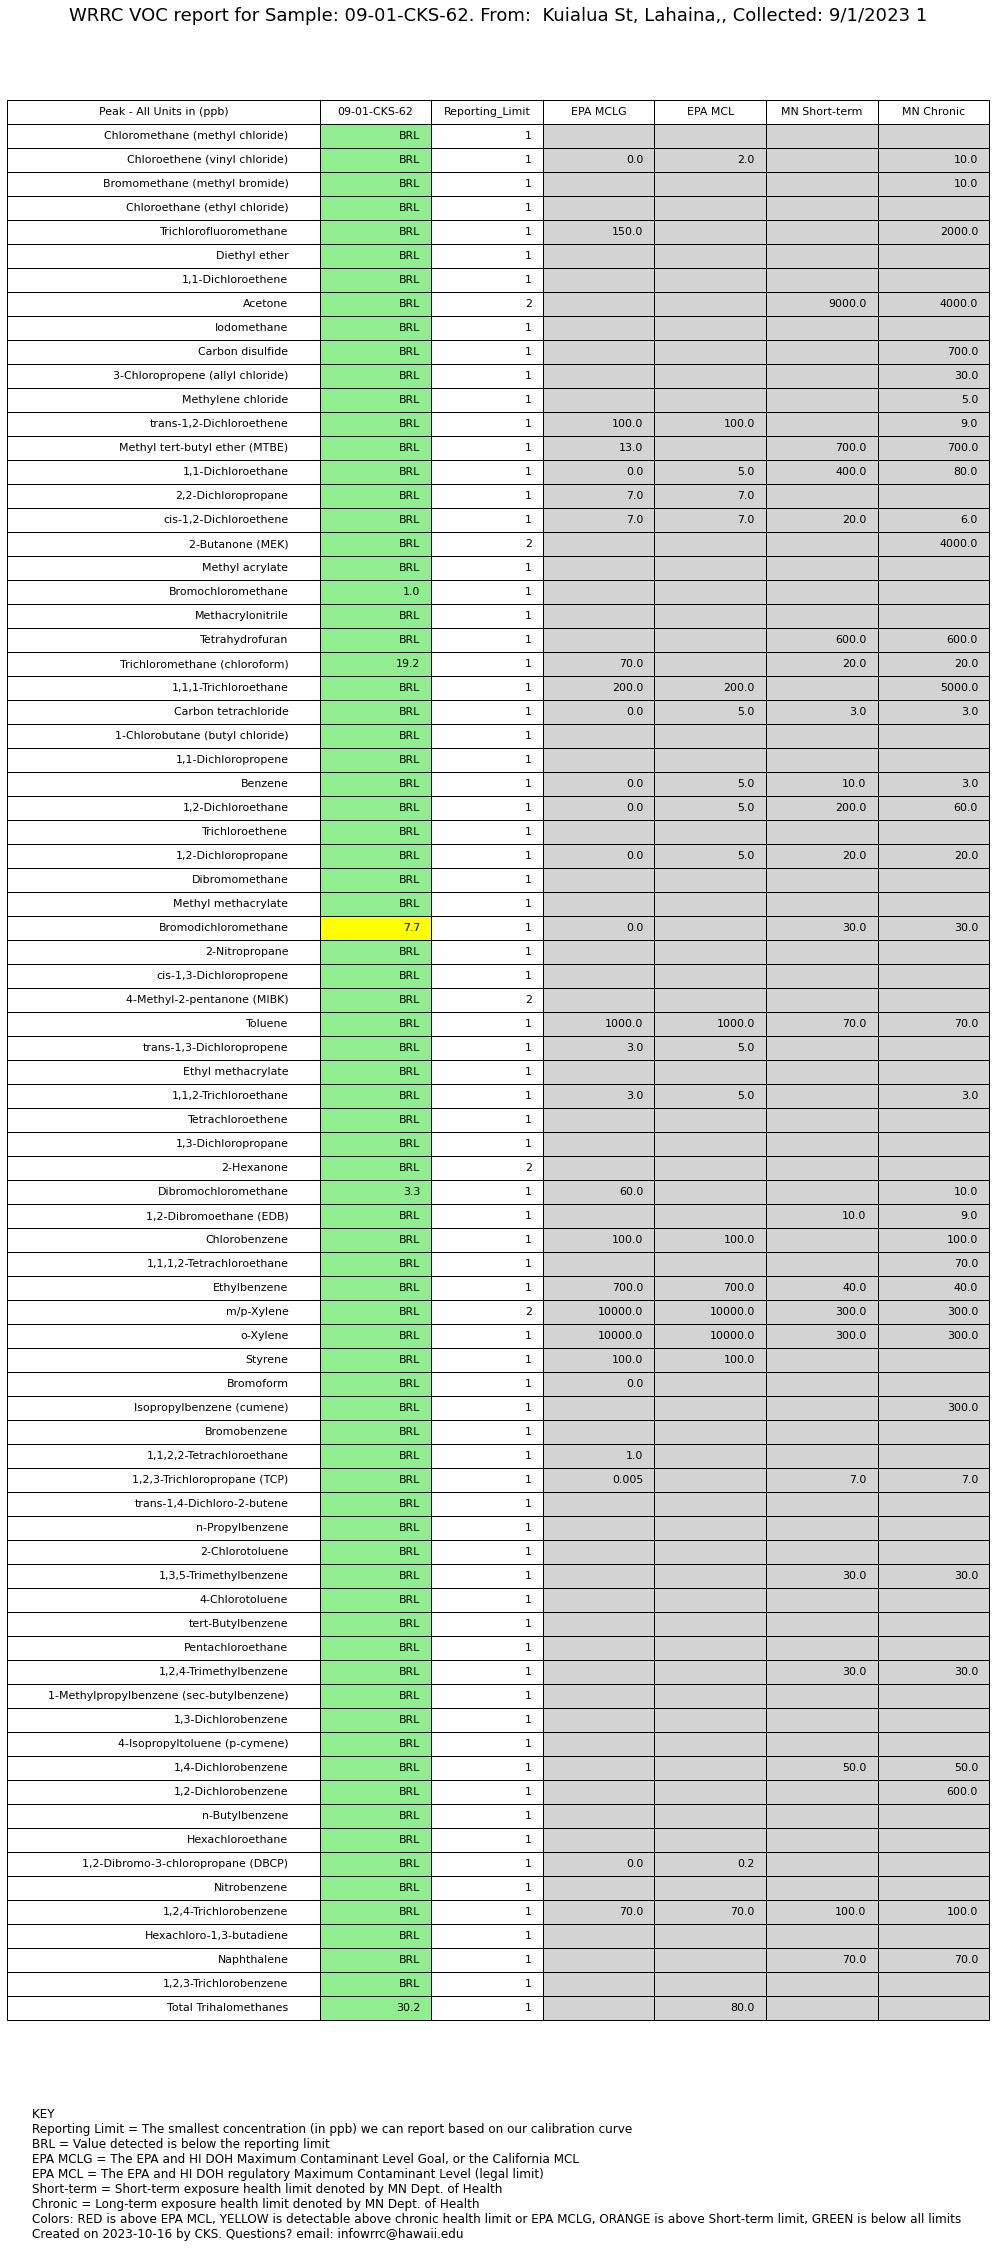 WRRC VOC report for Sample: 09-01-CKS-62. From:  Kuialua St, Lahaina,, Collected: 9/1/2023 1
Peak - All Units in (ppb) 09-01-CKS-62 Reporting_Limit EPA MCLG EPA MCL MN Short-term MN Chronic
Chloromethane (methyl chloride) BRL 1
Chloroethene (vinyl chloride) BRL 1 0.0 2.0 10.0
Bromomethane (methyl bromide) BRL 1 10.0
Chloroethane (ethyl chloride) BRL 1
Trichlorofluoromethane BRL 1 150.0 2000.0
Diethyl ether BRL 1
1,1-Dichloroethene BRL 1
Acetone BRL 2 9000.0 4000.0
Iodomethane BRL 1
Carbon disulfide BRL 1 700.0
3-Chloropropene (allyl chloride) BRL 1 30.0
Methylene chloride BRL 1 5.0
trans-1,2-Dichloroethene BRL 1 100.0 100.0 9.0
Methyl tert-butyl ether (MTBE) BRL 1 13.0 700.0 700.0
1,1-Dichloroethane BRL 1 0.0 5.0 400.0 80.0
2,2-Dichloropropane BRL 1 7.0 7.0
cis-1,2-Dichloroethene BRL 1 7.0 7.0 20.0 6.0
2-Butanone (MEK) BRL 2 4000.0
Methyl acrylate BRL 1
Bromochloromethane 1.0 1
Methacrylonitrile BRL 1
Tetrahydrofuran BRL 1 600.0 600.0
Trichloromethane (chloroform) 19.2 1 70.0 20.0 20.0
1,1,1-Trichloroethane BRL 1 200.0 200.0 5000.0
Carbon tetrachloride BRL 1 0.0 5.0 3.0 3.0
1-Chlorobutane (butyl chloride) BRL 1
1,1-Dichloropropene BRL 1
Benzene BRL 1 0.0 5.0 10.0 3.0
1,2-Dichloroethane BRL 1 0.0 5.0 200.0 60.0
Trichloroethene BRL 1
1,2-Dichloropropane BRL 1 0.0 5.0 20.0 20.0
Dibromomethane BRL 1
Methyl methacrylate BRL 1
Bromodichloromethane 7.7 1 0.0 30.0 30.0
2-Nitropropane BRL 1
cis-1,3-Dichloropropene BRL 1
4-Methyl-2-pentanone (MIBK) BRL 2
Toluene BRL 1 1000.0 1000.0 70.0 70.0
trans-1,3-Dichloropropene BRL 1 3.0 5.0
Ethyl methacrylate BRL 1
1,1,2-Trichloroethane BRL 1 3.0 5.0 3.0
Tetrachloroethene BRL 1
1,3-Dichloropropane BRL 1
2-Hexanone BRL 2
Dibromochloromethane 3.3 1 60.0 10.0
1,2-Dibromoethane (EDB) BRL 1 10.0 9.0
Chlorobenzene BRL 1 100.0 100.0 100.0
1,1,1,2-Tetrachloroethane BRL 1 70.0
Ethylbenzene BRL 1 700.0 700.0 40.0 40.0
m/p-Xylene BRL 2 10000.0 10000.0 300.0 300.0
o-Xylene BRL 1 10000.0 10000.0 300.0 300.0
Styrene BRL 1 100.0 100.0
Bromoform BRL 1 0.0
Isopropylbenzene (cumene) BRL 1 300.0
Bromobenzene BRL 1
1,1,2,2-Tetrachloroethane BRL 1 1.0
1,2,3-Trichloropropane (TCP) BRL 1 0.005 7.0 7.0
trans-1,4-Dichloro-2-butene BRL 1
n-Propylbenzene BRL 1
2-Chlorotoluene BRL 1
1,3,5-Trimethylbenzene BRL 1 30.0 30.0
4-Chlorotoluene BRL 1
tert-Butylbenzene BRL 1
Pentachloroethane BRL 1
1,2,4-Trimethylbenzene BRL 1 30.0 30.0
1-Methylpropylbenzene (sec-butylbenzene) BRL 1
1,3-Dichlorobenzene BRL 1
4-Isopropyltoluene (p-cymene) BRL 1
1,4-Dichlorobenzene BRL 1 50.0 50.0
1,2-Dichlorobenzene BRL 1 600.0
n-Butylbenzene BRL 1
Hexachloroethane BRL 1
1,2-Dibromo-3-chloropropane (DBCP) BRL 1 0.0 0.2
Nitrobenzene BRL 1
1,2,4-Trichlorobenzene BRL 1 70.0 70.0 100.0 100.0
Hexachloro-1,3-butadiene BRL 1
Naphthalene BRL 1 70.0 70.0
1,2,3-Trichlorobenzene BRL 1
Total Trihalomethanes 30.2 1 80.0
KEY
Reporting Limit = The smallest concentration (in ppb) we can report based on our calibration curve
BRL = Value detected is below the reporting limit
EPA MCLG = The EPA and HI DOH Maximum Contaminant Level Goal, or the California MCL
EPA MCL = The EPA and HI DOH regulatory Maximum Contaminant Level (legal limit)
Short-term = Short-term exposure health limit denoted by MN Dept. of Health
Chronic = Long-term exposure health limit denoted by MN Dept. of Health
Colors: RED is above EPA MCL, YELLOW is detectable above chronic health limit or EPA MCLG, ORANGE is above Short-term limit, GREEN is below all limits
Created on 2023-10-16 by CKS. Questions? email: infowrrc@hawaii.edu